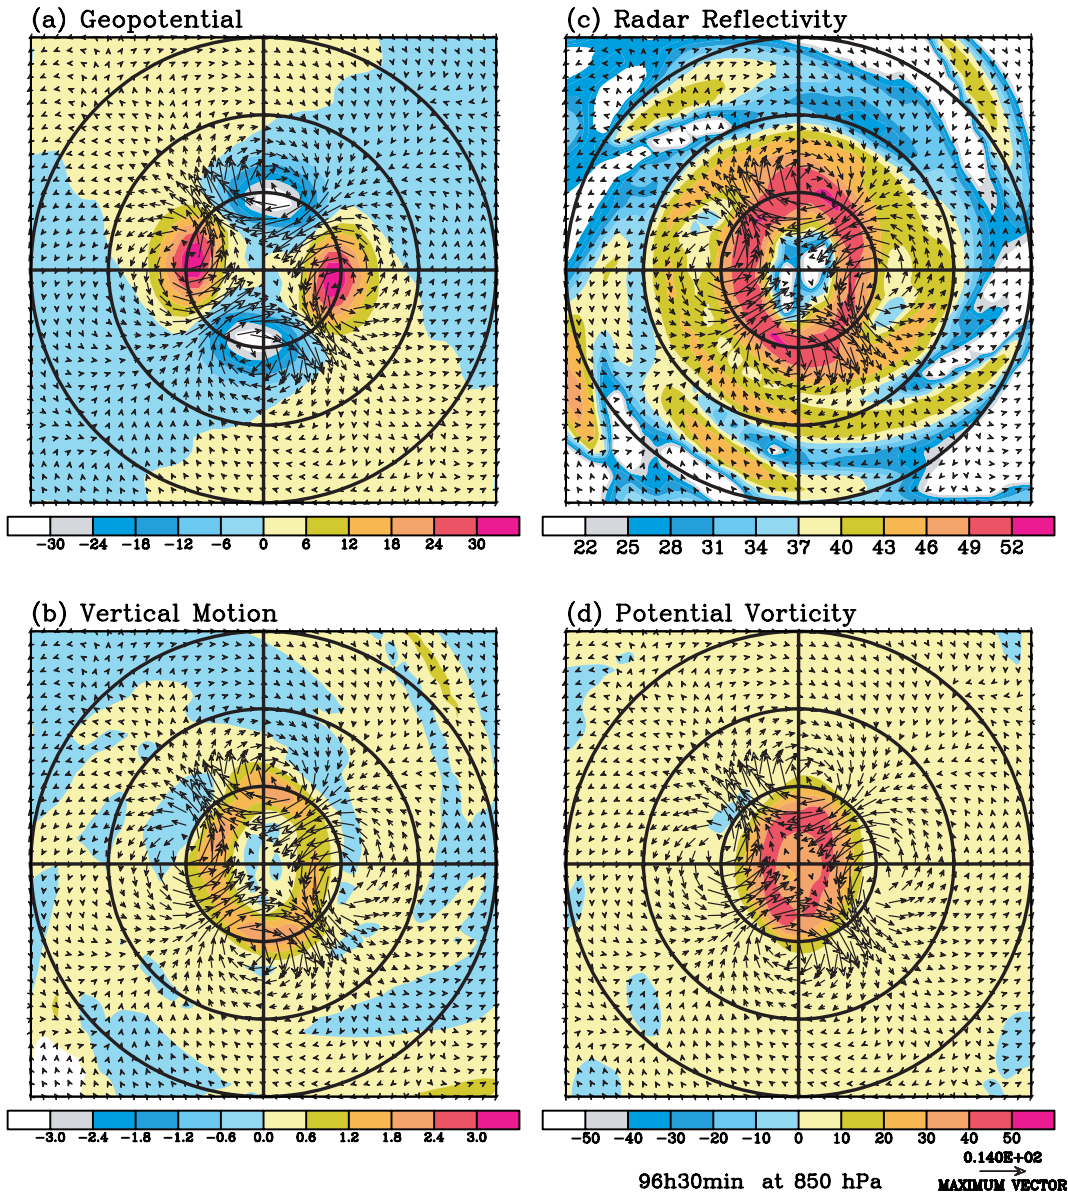 (a) Geopotential
(c) Radar Reflectivity
-30 -24 -18 -12 -6 0 6 12 18 24 30
22 25 28 31 34 37 40 43 46 49 52
(b) Vertical Motion
(d) Potential Vorticity
-3.0 -2.4 -1.8 -1.2 -0.6 0.0 0.6 1.2 1.8 2.4 3.0
-50 -40 -30 -20 -10 0 10 20 30 40 50
0.140E+02
96h30min at 850 hPa
MAXIMUM VECTOR